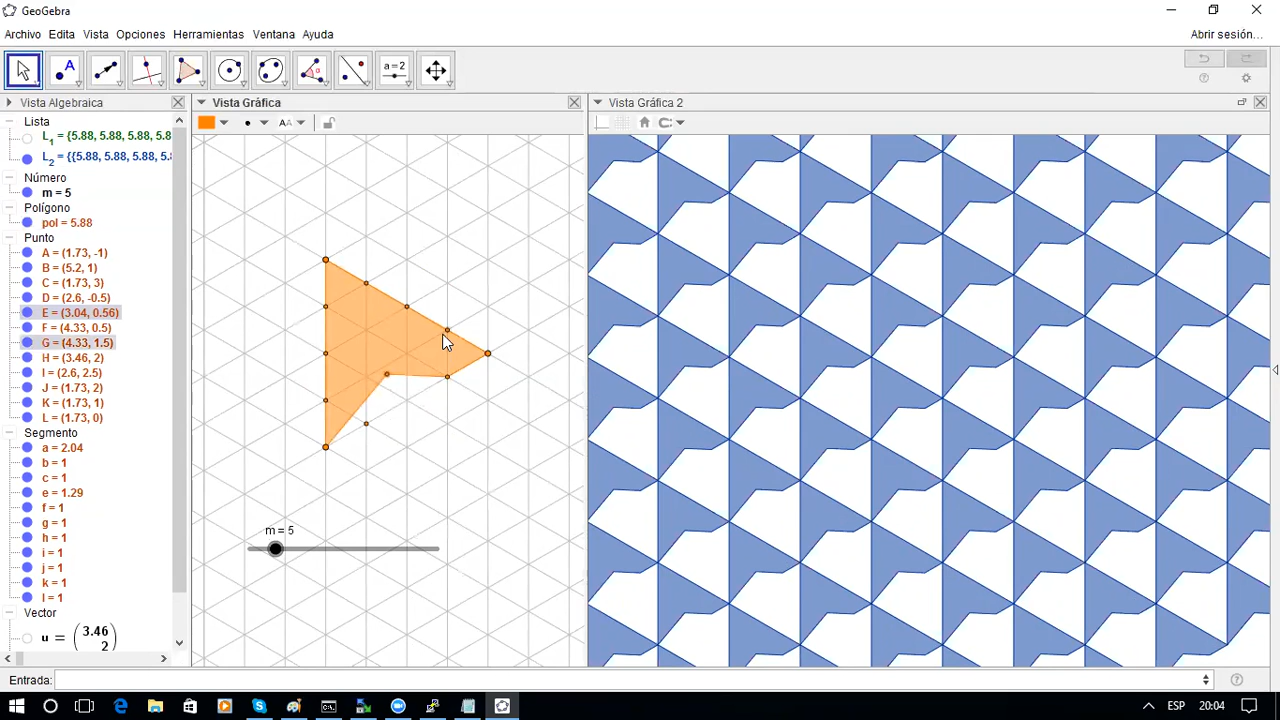 GeoGebra
Archivo Edita Vista Opciones Herramientas Ventana Ayuda
Abrir sesión...
A
a = 2
Vista Algebraica
Vista Gráfica
Vista Gráfica 2
AA
Lista
L1 = {5.88, 5.88, 5.88, 5.8
L2 = {{5.88, 5.88, 5.88, 5.8
Número
m = 5
Polígono
pol = 5.88
Punto
A = (1.73, -1)
B = (5.2, 1)
C = (1.73, 3)
D = (2.6, -0.5)
E = (3.04, 0.56)
F = (4.33, 0.5)
G = (4.33, 1.5)
H = (3.46, 2)
I = (2.6, 2.5)
J = (1.73, 2)
K = (1.73, 1)
L = (1.73, 0)
Segmento
a = 2.04
b = 1
c = 1
e = 1.29
f = 1
g = 1
h = 1
i = 1
j = 1
k = 1
l = 1
Vector
u = (3.46
2)
m = 5
Entrada:
ESP 20:04